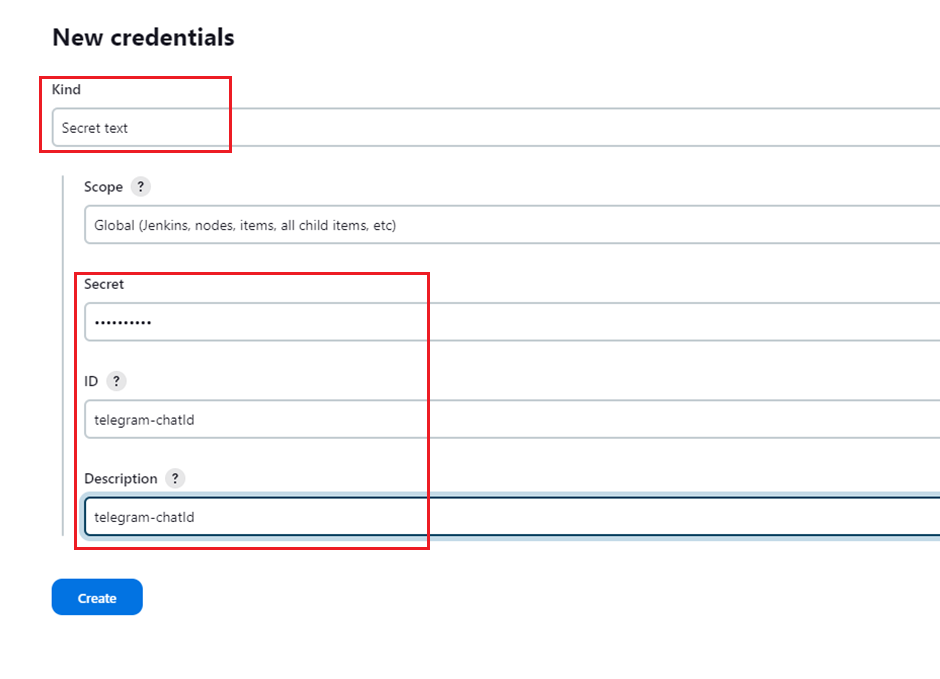 New credentials
Kind
Secret text
Scope ?
Global (Jenkins, nodes, items, all child items, etc)
Secret
••••••••••
ID ?
telegram-chatId
Description ?
telegram-chatId
Create